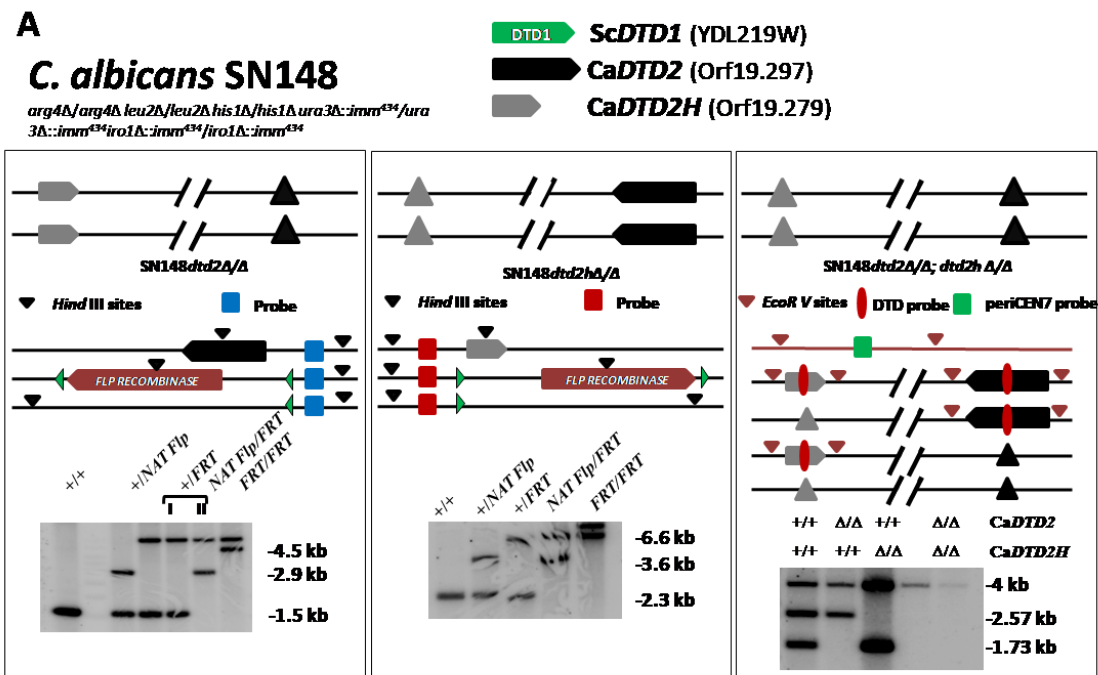 A
DTD1 ScDTD1 (YDL219W)
C. albicans SN148
CaDTD2 (Orf19.297)
arg4Δ/arg4Δ leu2Δ/leu2Δ his1Δ/his1Δ ura3Δ::imm⁴³⁴/ura
CaDTD2H (Orf19.279)
3Δ::imm⁴³⁴iro1Δ::imm⁴³⁴/iro1Δ::imm⁴³⁴
SN148dtd2Δ/Δ
Hind III sites Probe
FLP RECOMBINASE
+/+ +/NAT Flp +/FRT NAT Flp/FRT FRT/FRT
I II
-4.5 kb
-2.9 kb
-1.5 kb
SN148dtd2hΔ/Δ
Hind III sites Probe
FLP RECOMBINASE
+/+ +/NAT Flp +/FRT NAT Flp/FRT FRT/FRT
-6.6 kb
-3.6 kb
-2.3 kb
SN148dtd2Δ/Δ; dtd2h Δ/Δ
EcoR V sites DTD probe periCEN7 probe
+/+ Δ/Δ +/+ Δ/Δ CaDTD2
+/+ +/+ Δ/Δ Δ/Δ CaDTD2H
-4 kb
-2.57 kb
-1.73 kb